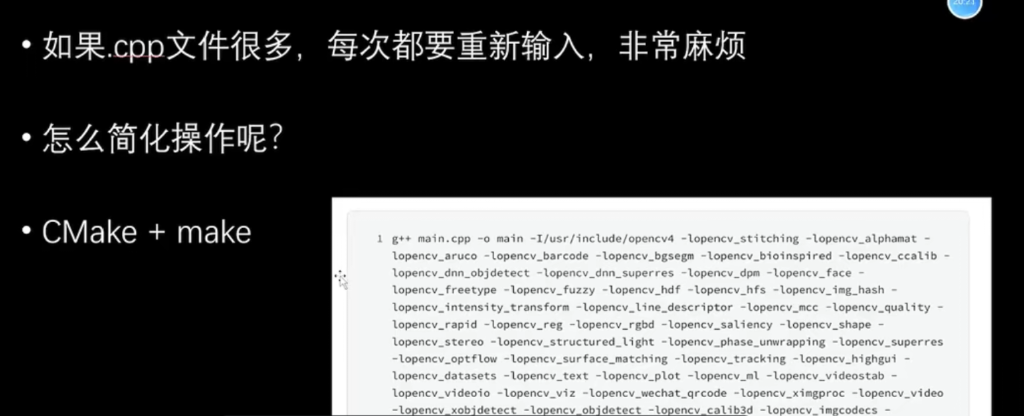 20:21
• 如果.cpp文件很多，每次都要重新输入，非常麻烦
• 怎么简化操作呢？
• CMake + make
1 g++ main.cpp -o main -I/usr/include/opencv4 -lopencv_stitching -lopencv_alphamat -
lopencv_aruco -lopencv_barcode -lopencv_bgsegm -lopencv_bioinspired -lopencv_ccalib -
lopencv_dnn_objdetect -lopencv_dnn_superres -lopencv_dpm -lopencv_face -
lopencv_freetype -lopencv_fuzzy -lopencv_hdf -lopencv_hfs -lopencv_img_hash -
lopencv_intensity_transform -lopencv_line_descriptor -lopencv_mcc -lopencv_quality -
lopencv_rapid -lopencv_reg -lopencv_rgbd -lopencv_saliency -lopencv_shape -
lopencv_stereo -lopencv_structured_light -lopencv_phase_unwrapping -lopencv_superres
-lopencv_optflow -lopencv_surface_matching -lopencv_tracking -lopencv_highgui -
lopencv_datasets -lopencv_text -lopencv_plot -lopencv_ml -lopencv_videostab -
lopencv_videoio -lopencv_viz -lopencv_wechat_qrcode -lopencv_ximgproc -lopencv_video
-lopencv_xobjdetect -lopencv_objdetect -lopencv_calib3d -lopencv_imgcodecs -